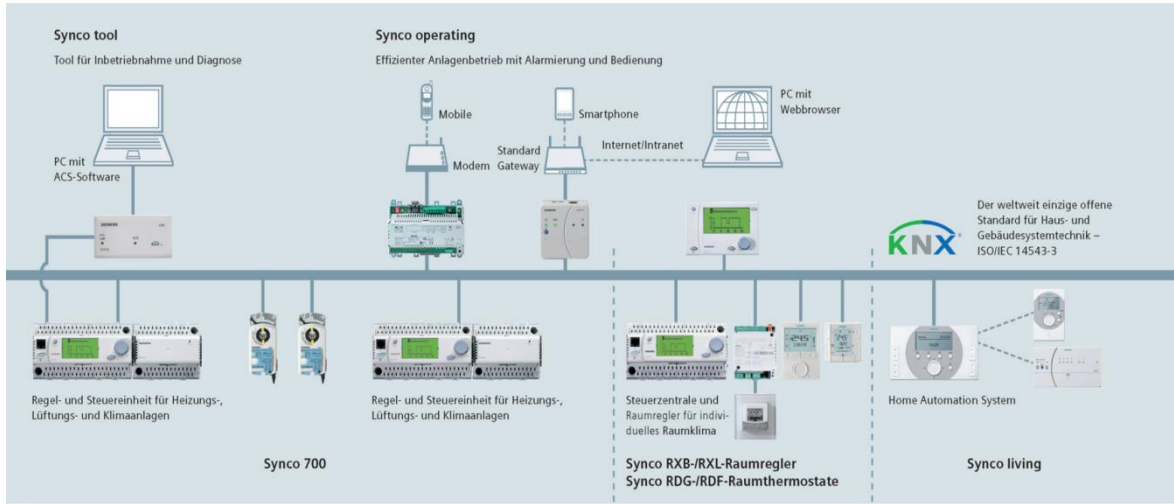 Synco tool
Tool für Inbetriebnahme und Diagnose
PC mit
ACS-Software
Synco operating
Effizienter Anlagenbetrieb mit Alarmierung und Bedienung
Mobile
Modem
Smartphone
Standard
Gateway
Internet/Intranet
PC mit
Webbrowser
SIEMENS
KNX
Der weltweit einzige offene
Standard für Haus- und
Gebäudesystemtechnik –
ISO/IEC 14543-3
Regel- und Steuereinheit für Heizungs-,
Lüftungs- und Klimaanlagen
Regel- und Steuereinheit für Heizungs-,
Lüftungs- und Klimaanlagen
Steuerzentrale und
Raumregler für indivi-
duelles Raumklima
Home Automation System
Synco 700
Synco RXB-/RXL-Raumregler
Synco RDG-/RDF-Raumthermostate
Synco living